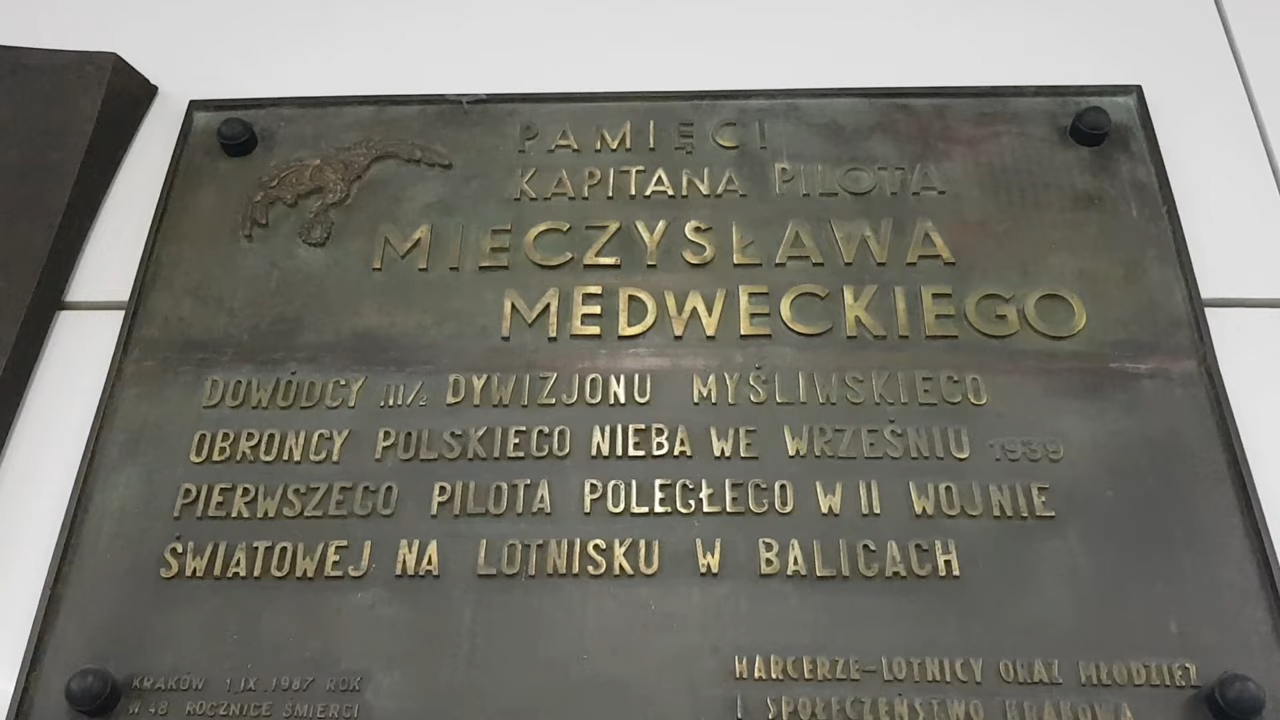 PAMIĘCI
KAPITANA PILOTA
MIECZYSŁAWA
MEDWECKIEGO
DOWÓDCY III/2 DYWIZJONU MYŚLIWSKIEGO
OBROŃCY POLSKIEGO NIEBA WE WRZEŚNIU 1939
PIERWSZEGO PILOTA POLEGŁEGO W II WOJNIE
ŚWIATOWEJ NA LOTNISKU W BALICACH
KRAKÓW 1.IX.1987 ROK
W 48 ROCZNICE ŚMIERCI
HARCERZE-LOTNICY ORAZ MŁODZIEŻ
I SPOŁECZEŃSTWO KRAKOWA